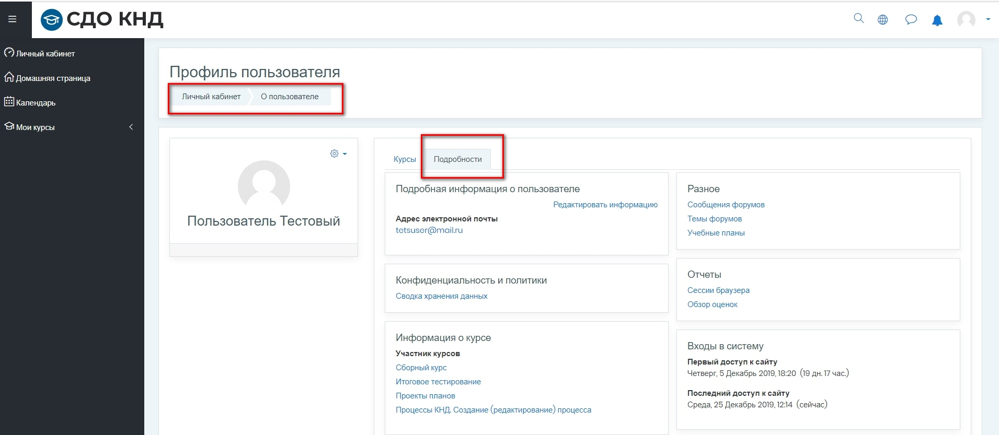 СДО КНД
Личный кабинет
Домашняя страница
Календарь
Мои курсы
Профиль пользователя
Личный кабинет
О пользователе
Пользователь Тестовый
Курсы
Подробности
Подробная информация о пользователе
Редактировать информацию
Адрес электронной почты
tetsuser@mail.ru
Конфиденциальность и политики
Сводка хранения данных
Информация о курсе
Участник курсов
Сборный курс
Итоговое тестирование
Проекты планов
Процессы КНД. Создание (редактирование) процесса
Разное
Сообщения форумов
Темы форумов
Учебные планы
Отчеты
Сессии браузера
Обзор оценок
Входы в систему
Первый доступ к сайту
Четверг, 5 Декабрь 2019, 18:20 (19 дн. 17 час.)
Последний доступ к сайту
Среда, 25 Декабрь 2019, 12:14 (сейчас)